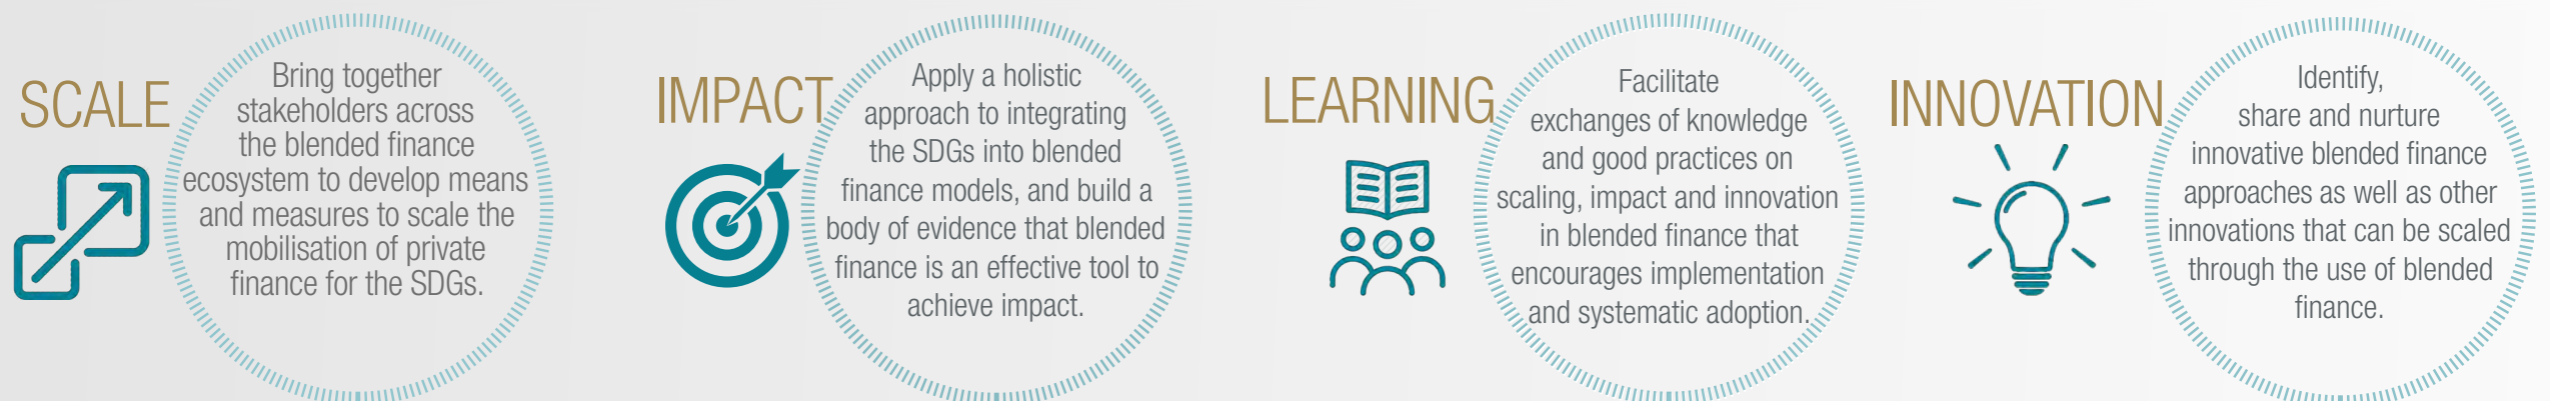 SCALE
Bring together
stakeholders across
the blended finance
ecosystem to develop means
and measures to scale the
mobilisation of private
finance for the SDGs.
IMPACT
Apply a holistic
approach to integrating
the SDGs into blended
finance models, and build a
body of evidence that blended
finance is an effective tool to
achieve impact.
LEARNING
Facilitate
exchanges of knowledge
and good practices on
scaling, impact and innovation
in blended finance that
encourages implementation
and systematic adoption.
INNOVATION
Identify,
share and nurture
innovative blended finance
approaches as well as other
innovations that can be scaled
through the use of blended
finance.